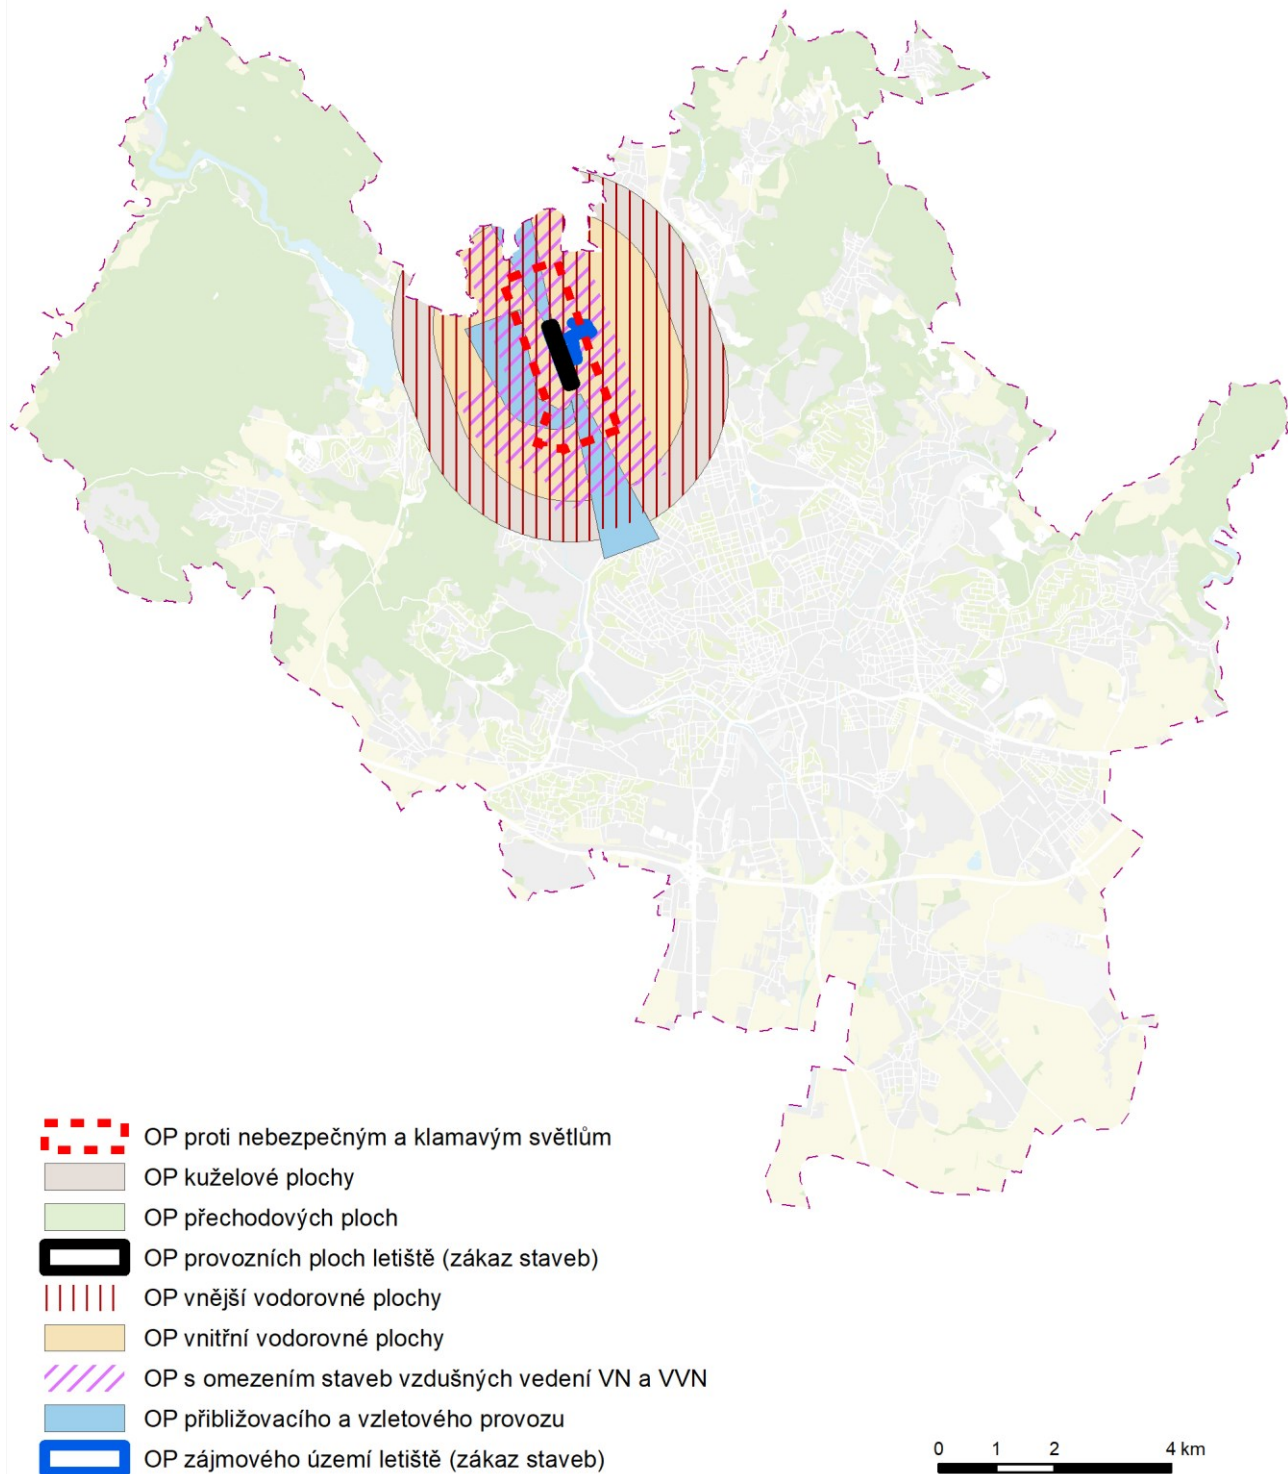 OP proti nebezpečným a klamavým světlům
OP kuželové plochy
OP přechodových ploch
OP provozních ploch letiště (zákaz staveb)
OP vnější vodorovné plochy
OP vnitřní vodorovné plochy
OP s omezením staveb vzdušných vedení VN a VVN
OP přibližovacího a vzletového provozu
OP zájmového území letiště (zákaz staveb)
0 1 2 4 km